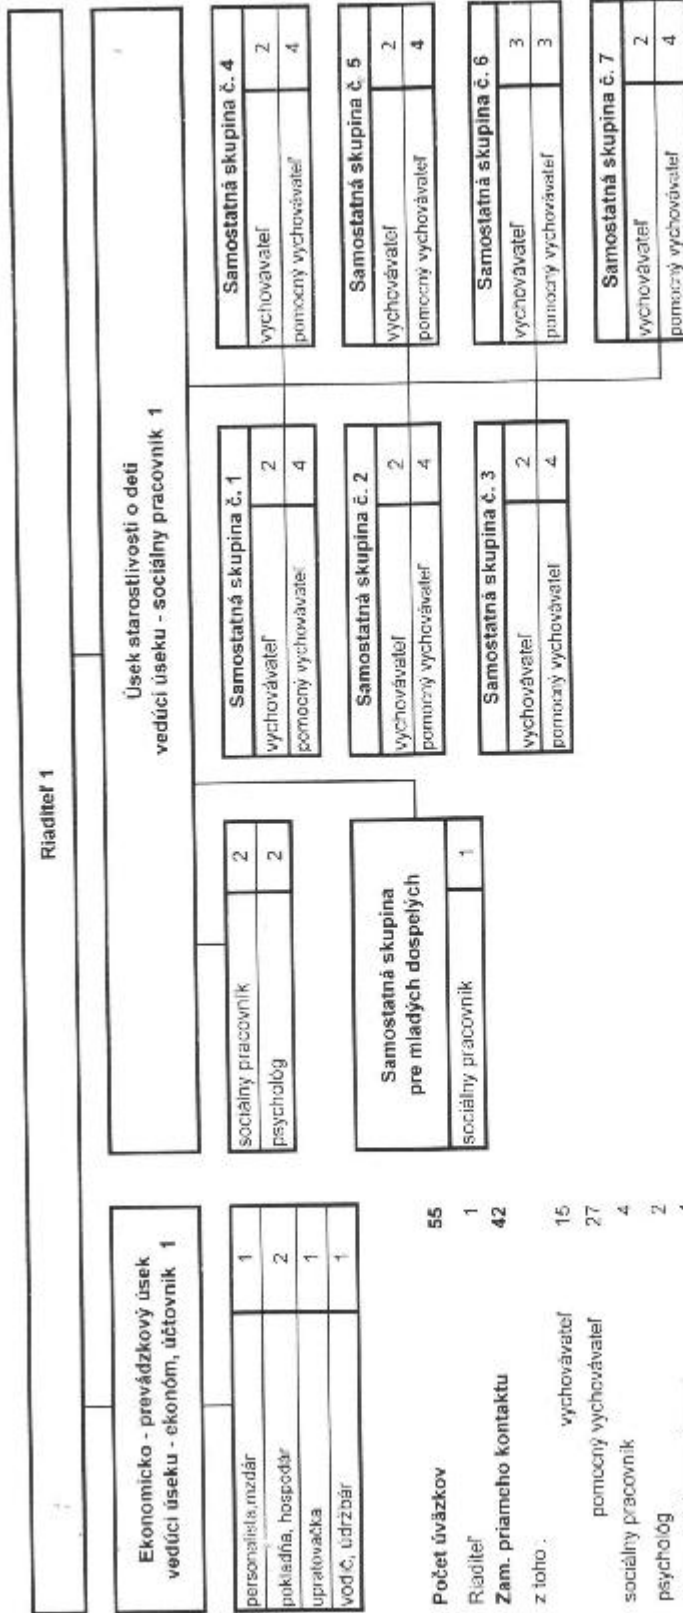 Riaditeľ 1
Ekonomicko - prevádzkový úsek
vedúci úseku - ekonóm, účtovník 1
personalista,mzdár 1
pokladňa, hospodár 2
upratovačka 1
vodič, údržbár 1
Úsek starostlivosti o deti
vedúci úseku - sociálny pracovník 1
sociálny pracovník 2
psychológ 2
Samostatná skupina
pre mladých dospelých
sociálny pracovník 1
Samostatná skupina č. 1
vychovávateľ 2
pomocný vychovávateľ 4
Samostatná skupina č. 2
vychovávateľ 2
pomocný vychovávateľ 4
Samostatná skupina č. 3
vychovávateľ 2
pomocný vychovávateľ 4
Samostatná skupina č. 4
vychovávateľ 2
pomocný vychovávateľ 4
Samostatná skupina č. 5
vychovávateľ 2
pomocný vychovávateľ 4
Samostatná skupina č. 6
vychovávateľ 3
pomocný vychovávateľ 3
Samostatná skupina č. 7
vychovávateľ 2
pomocný vychovávateľ 4
Počet úväzkov 55
Riaditeľ 1
Zam. priameho kontaktu 42
z toho .
vychovávateľ 15
pomocný vychovávateľ 27
sociálny pracovník 4
psychológ 2